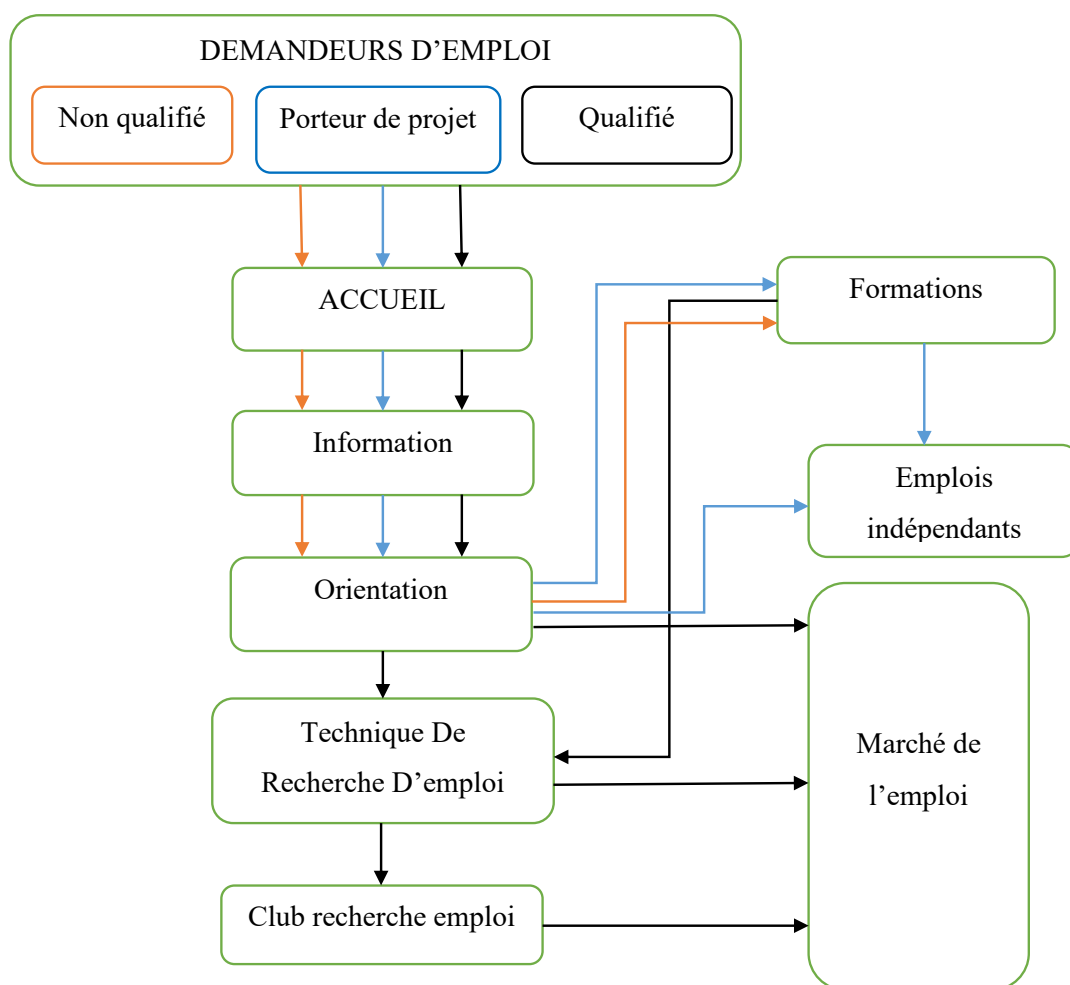 DEMANDEURS D’EMPLOI
Non qualifié
Porteur de projet
Qualifié
ACCUEIL
Formations
Information
Emplois
indépendants
Orientation
Technique De
Recherche D’emploi
Marché de
l’emploi
Club recherche emploi